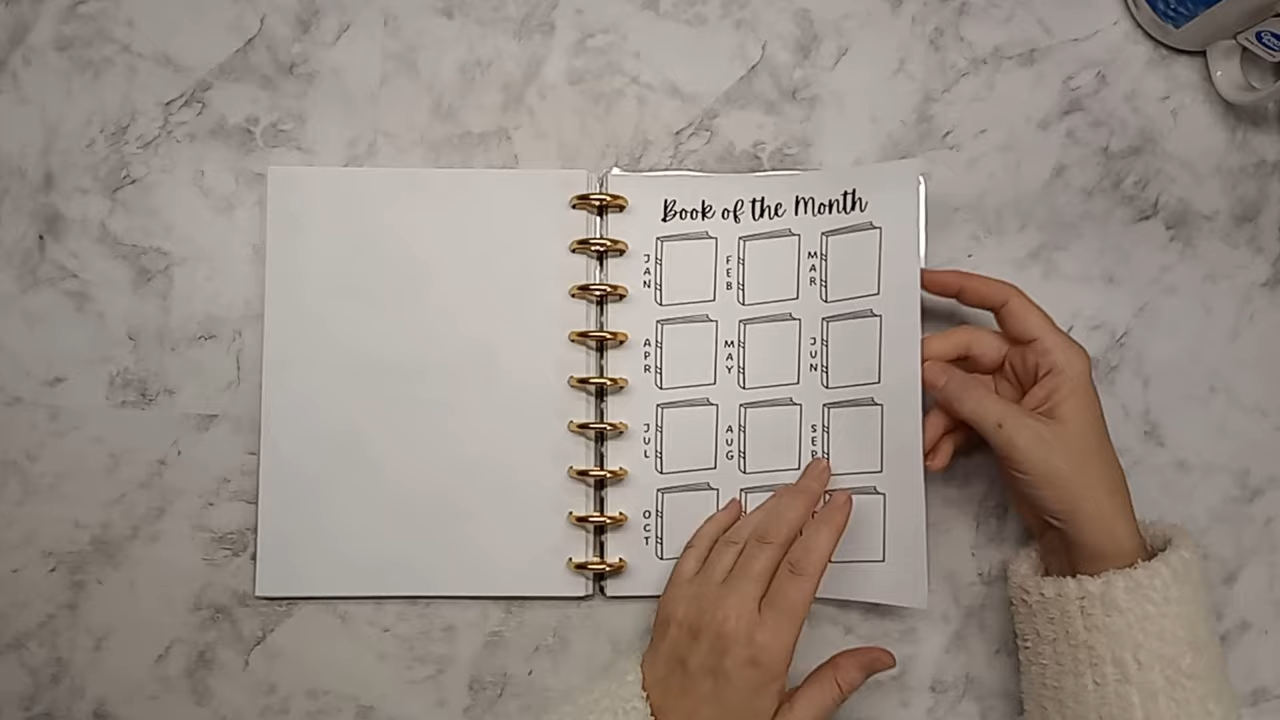 Book of the Month
JAN FEB MAR
APR MAY JUN
JUL AUG SEP
OCT